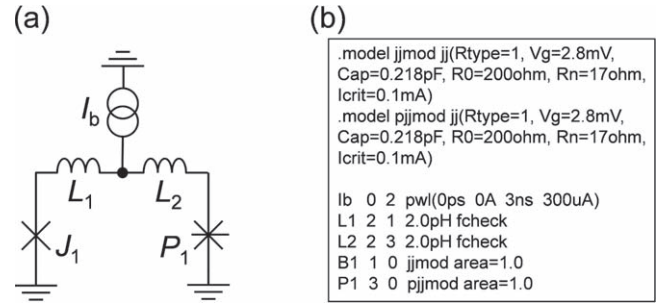 (a)
(b)
I_b
L_1
L_2
J_1
P_1
.model jjmod jj(Rtype=1, Vg=2.8mV,
Cap=0.218pF, R0=200ohm, Rn=17ohm,
Icrit=0.1mA)
.model pjjmod jj(Rtype=1, Vg=2.8mV,
Cap=0.218pF, R0=200ohm, Rn=17ohm,
Icrit=0.1mA)
Ib 0 2 pwl(0ps 0A 3ns 300uA)
L1 2 1 2.0pH fcheck
L2 2 3 2.0pH fcheck
B1 1 0 jjmod area=1.0
P1 3 0 pjjmod area=1.0